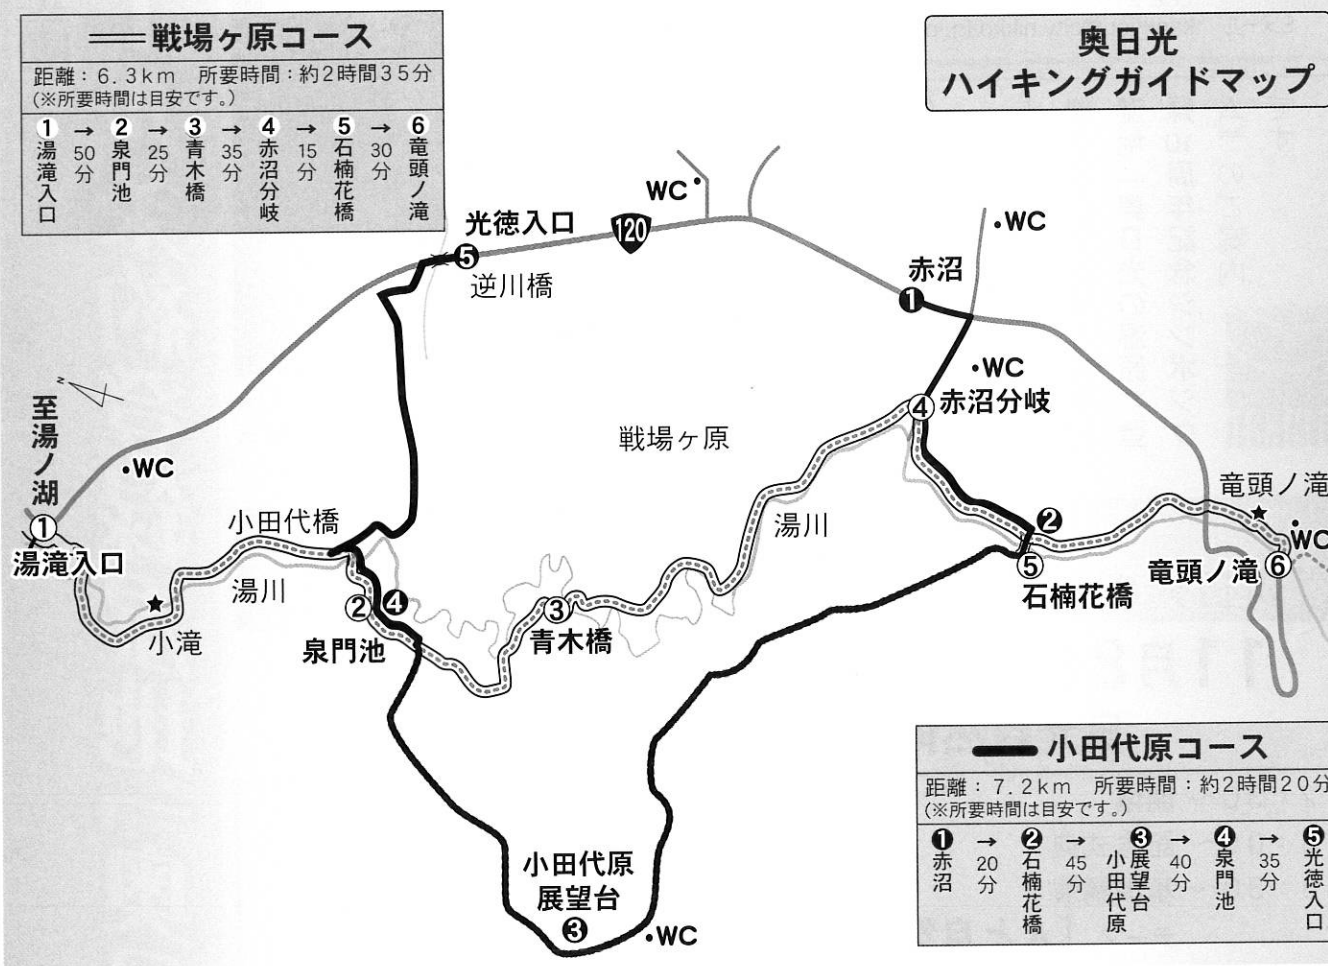 戦場ヶ原コース
距離：6.3km 所要時間：約2時間35分
(※所要時間は目安です。)
① → ② → ③ → ④ → ⑤ → ⑥
湯滝入口 50分 泉門池 25分 青木橋 35分 赤沼分岐 15分 石楠花橋 30分 竜頭ノ滝
奥日光
ハイキングガイドマップ
WC
光徳入口
120
❺
逆川橋
WC
赤沼
❶
WC
④ 赤沼分岐
N
至湯ノ湖
WC
戦場ヶ原
①
湯滝入口
小田代橋
湯川
小滝
② ❹
泉門池
③
青木橋
湯川
❷
⑤
石楠花橋
竜頭ノ滝
WC
竜頭ノ滝 ⑥
小田代原
展望台
❸
WC
小田代原コース
距離：7.2km 所要時間：約2時間20分
(※所要時間は目安です。)
❶ → ❷ → ❸ → ❹ → ❺
赤沼 20分 石楠花橋 45分 小田代原展望台 40分 泉門池 35分 光徳入口